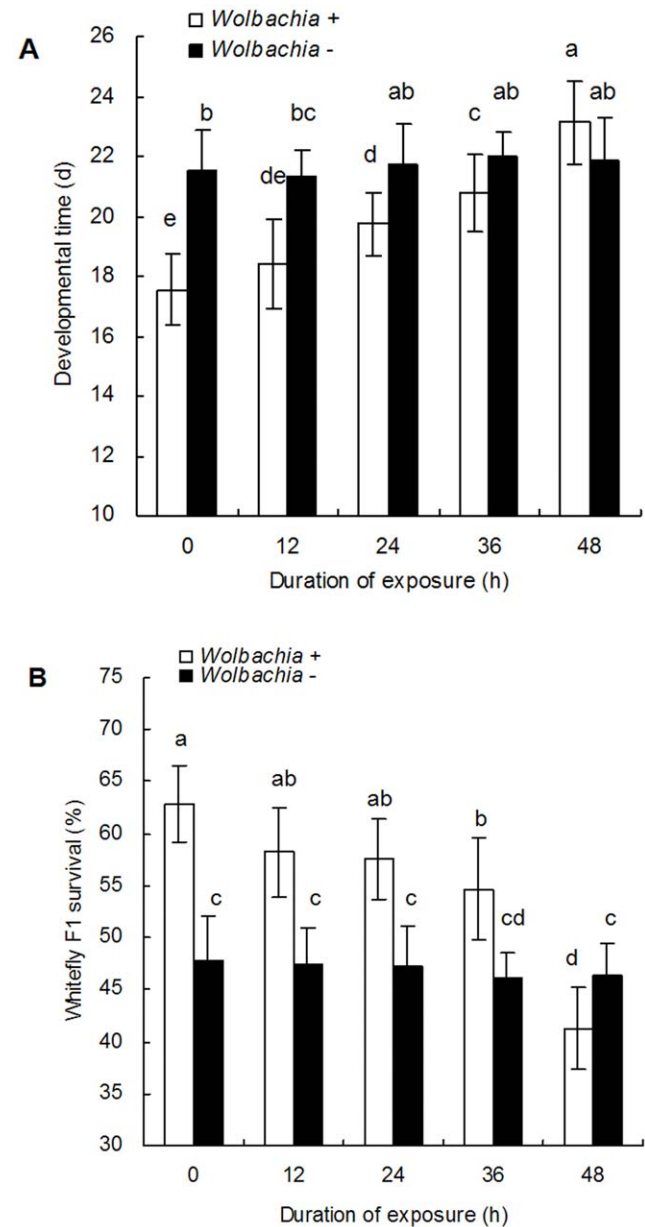 A
Wolbachia +
Wolbachia -
26
24
22
20
18
16
14
12
10
Developmental time (d)
e
b
de
bc
d
ab
c
ab
a
ab
0 12 24 36 48
Duration of exposure (h)
B
Wolbachia +
Wolbachia -
75
70
65
60
55
50
45
40
35
30
Whitefly F1 survival (%)
a
c
ab
c
ab
c
b
cd
d
c
0 12 24 36 48
Duration of exposure (h)